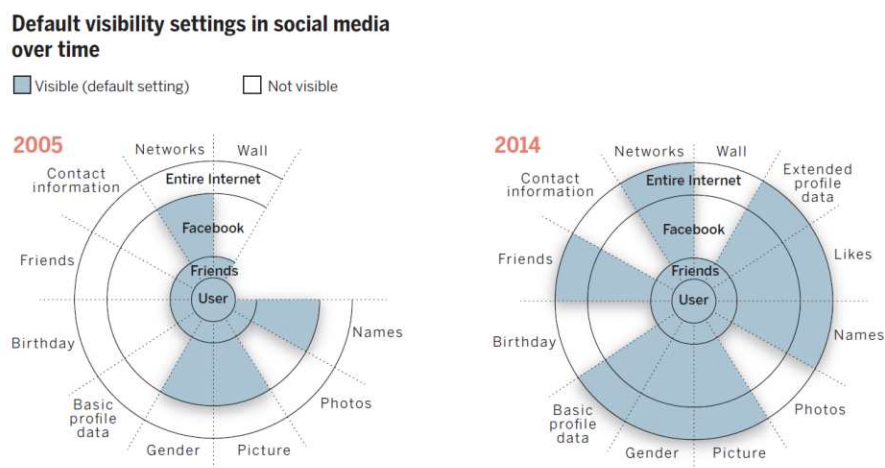 Default visibility settings in social media
over time
Visible (default setting)
Not visible
2005
Networks
Wall
Contact
information
Entire Internet
Facebook
Friends
Friends
User
Birthday
Names
Basic
profile
data
Photos
Gender
Picture
2014
Networks
Wall
Contact
information
Entire Internet
Extended
profile
data
Facebook
Friends
Likes
Friends
User
Birthday
Names
Basic
profile
data
Photos
Gender
Picture